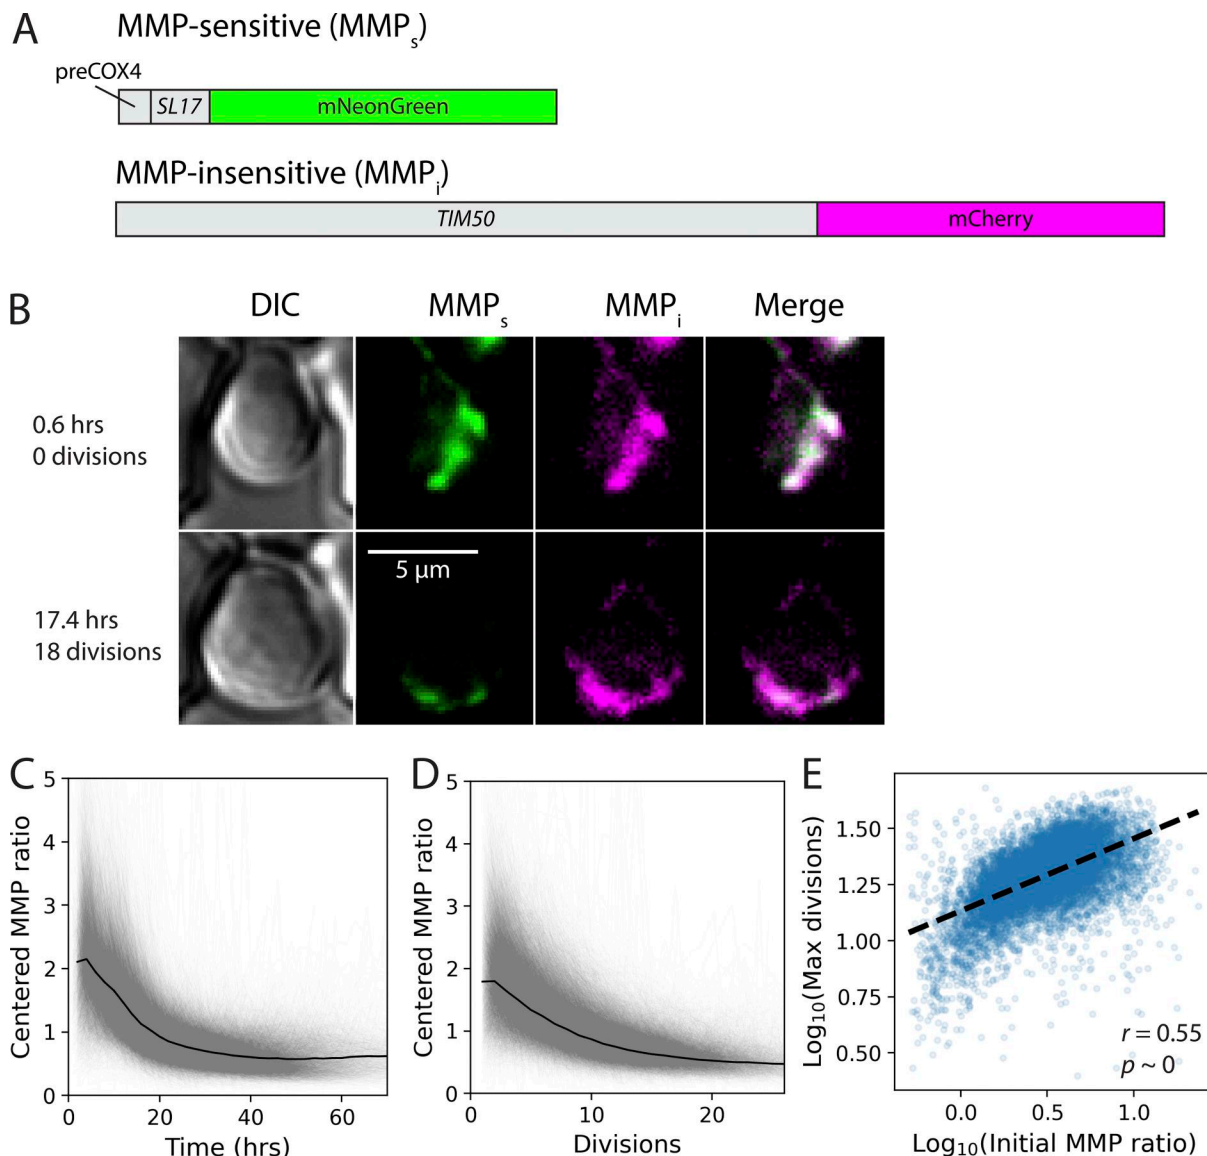 A
MMP-sensitive (MMPs)
preCOX4
SL17
mNeonGreen
MMP-insensitive (MMPi)
TIM50
mCherry
B
DIC
MMPs
MMPi
Merge
0.6 hrs
0 divisions
5 μm
17.4 hrs
18 divisions
C
Centered MMP ratio
5
4
3
2
1
0
0
20
40
60
Time (hrs)
D
Centered MMP ratio
5
4
3
2
1
0
0
10
20
Divisions
E
Log10(Max divisions)
1.50
1.25
1.00
0.75
0.50
r = 0.55
p ~ 0
0.0
0.5
1.0
Log10(Initial MMP ratio)